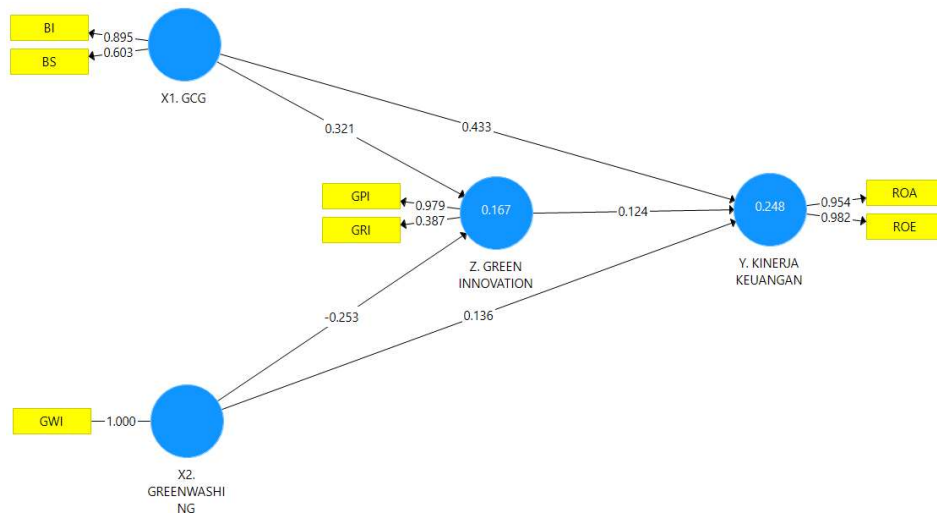 BI
0.895
BS
0.603
X1. GCG
0.321
0.433
GPI
0.979
GRI
0.387
0.167
Z. GREEN
INNOVATION
0.124
0.248
0.954
ROA
0.982
ROE
Y. KINERJA
KEUANGAN
-0.253
0.136
GWI
1.000
X2.
GREENWASHI
NG